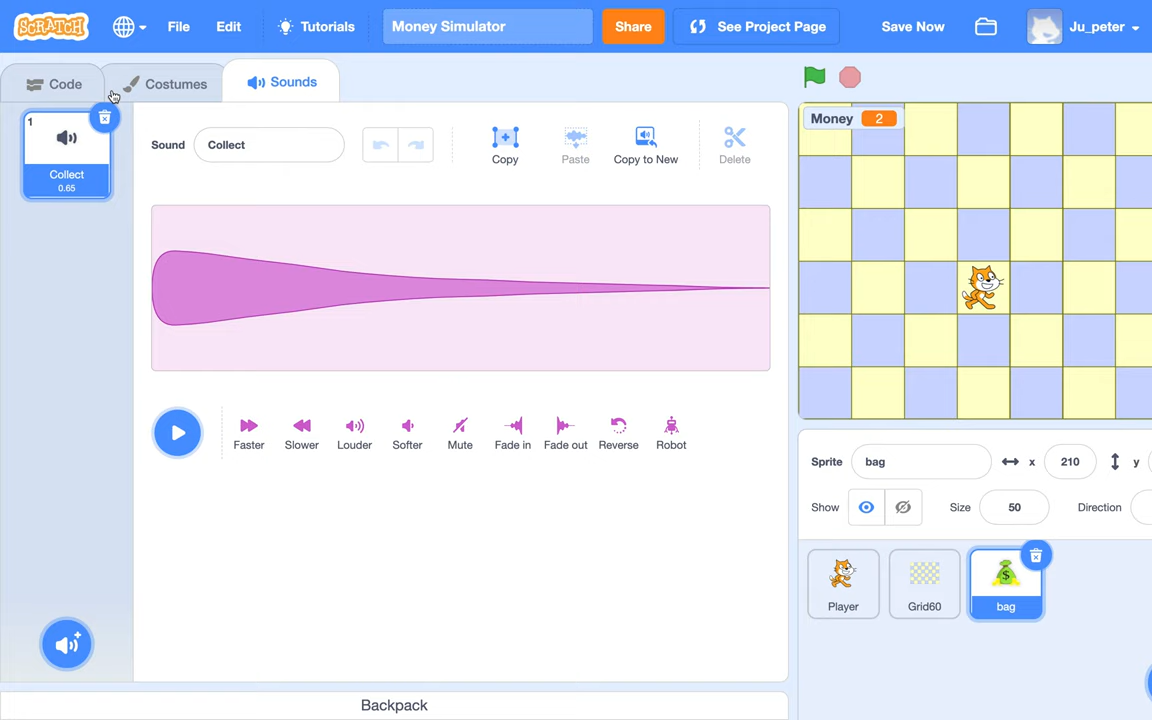 SCRATCH File Edit Tutorials Money Simulator Share See Project Page Save Now Ju_peter
Code Costumes Sounds
1
Collect
0.65
Sound Collect Copy Paste Copy to New Delete
Faster Slower Louder Softer Mute Fade in Fade out Reverse Robot
Money 2
Sprite bag x 210 y
Show Size 50 Direction
Player Grid60 bag
Backpack